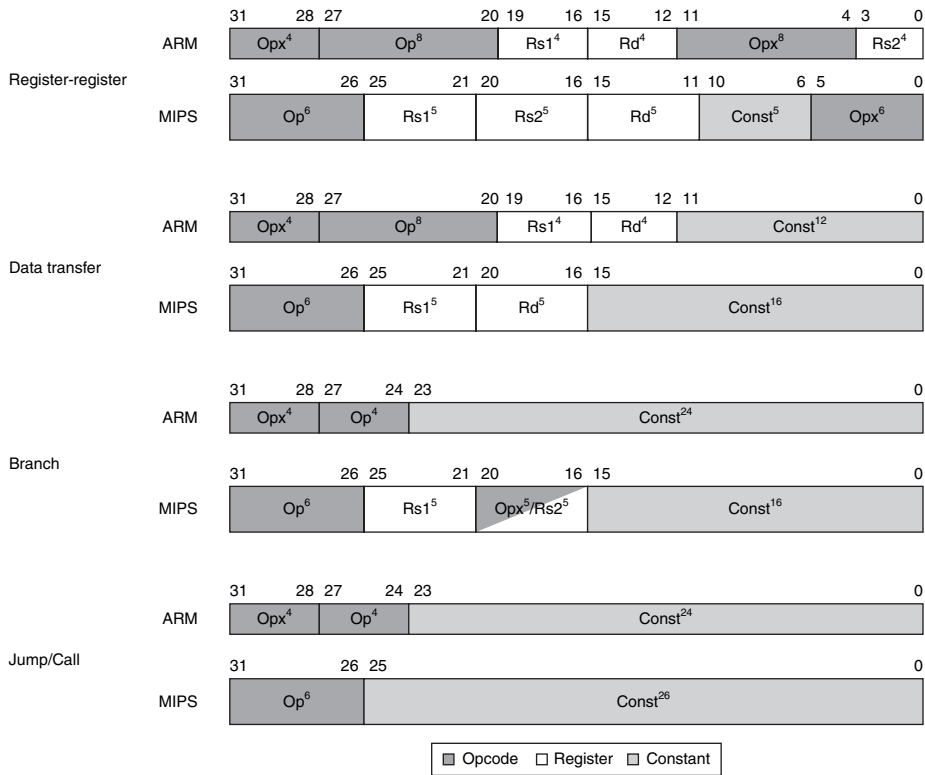 31 28 27 20 19 16 15 12 11 4 3 0
ARM Opx⁴ Op⁸ Rs1⁴ Rd⁴ Opx⁸ Rs2⁴
Register-register
31 26 25 21 20 16 15 11 10 6 5 0
MIPS Op⁶ Rs1⁵ Rs2⁵ Rd⁵ Const⁵ Opx⁶
31 28 27 20 19 16 15 12 11 0
ARM Opx⁴ Op⁸ Rs1⁴ Rd⁴ Const¹²
Data transfer
31 26 25 21 20 16 15 0
MIPS Op⁶ Rs1⁵ Rd⁵ Const¹⁶
31 28 27 24 23 0
ARM Opx⁴ Op⁴ Const²⁴
Branch
31 26 25 21 20 16 15 0
MIPS Op⁶ Rs1⁵ Opx⁵/Rs2⁵ Const¹⁶
31 28 27 24 23 0
ARM Opx⁴ Op⁴ Const²⁴
Jump/Call
31 26 25 0
MIPS Op⁶ Const²⁶
Opcode Register Constant